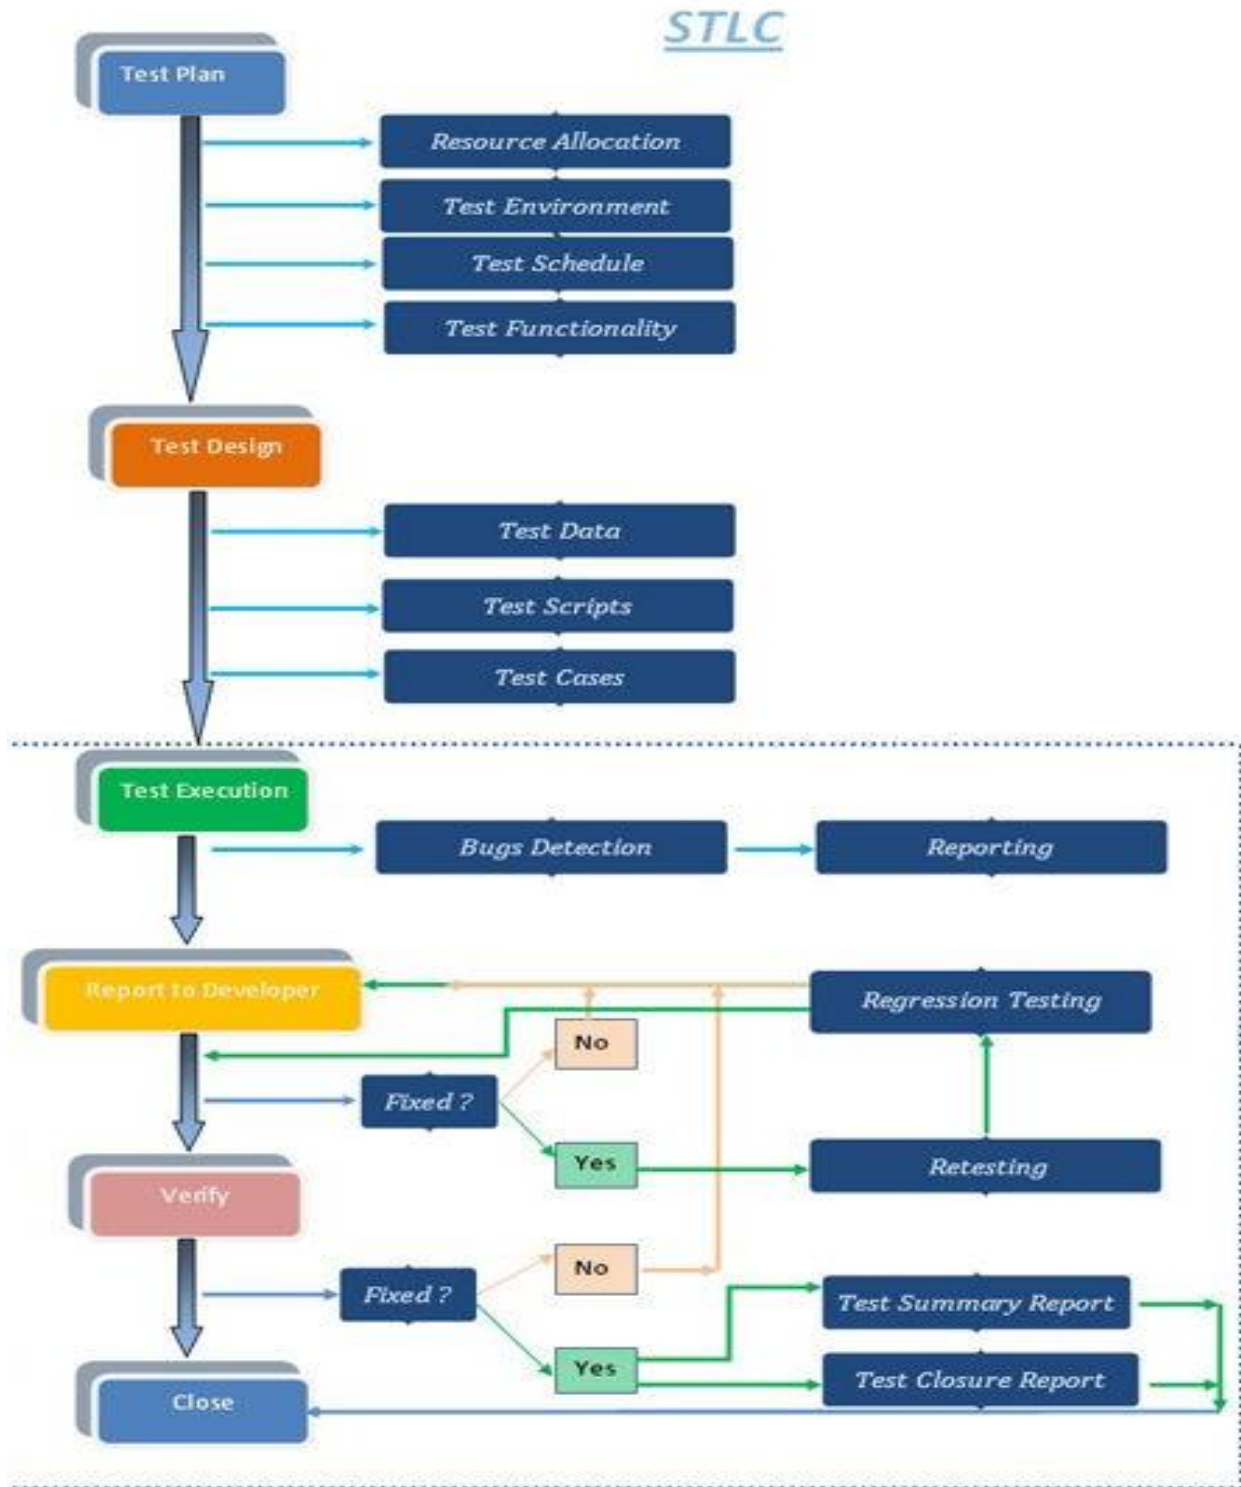 STLC
Test Plan
Resource Allocation
Test Environment
Test Schedule
Test Functionality
Test Design
Test Data
Test Scripts
Test Cases
Test Execution
Bugs Detection
Reporting
Report to Developer
Regression Testing
No
Fixed ?
Yes
Retesting
Verify
No
Fixed ?
Test Summary Report
Yes
Test Closure Report
Close